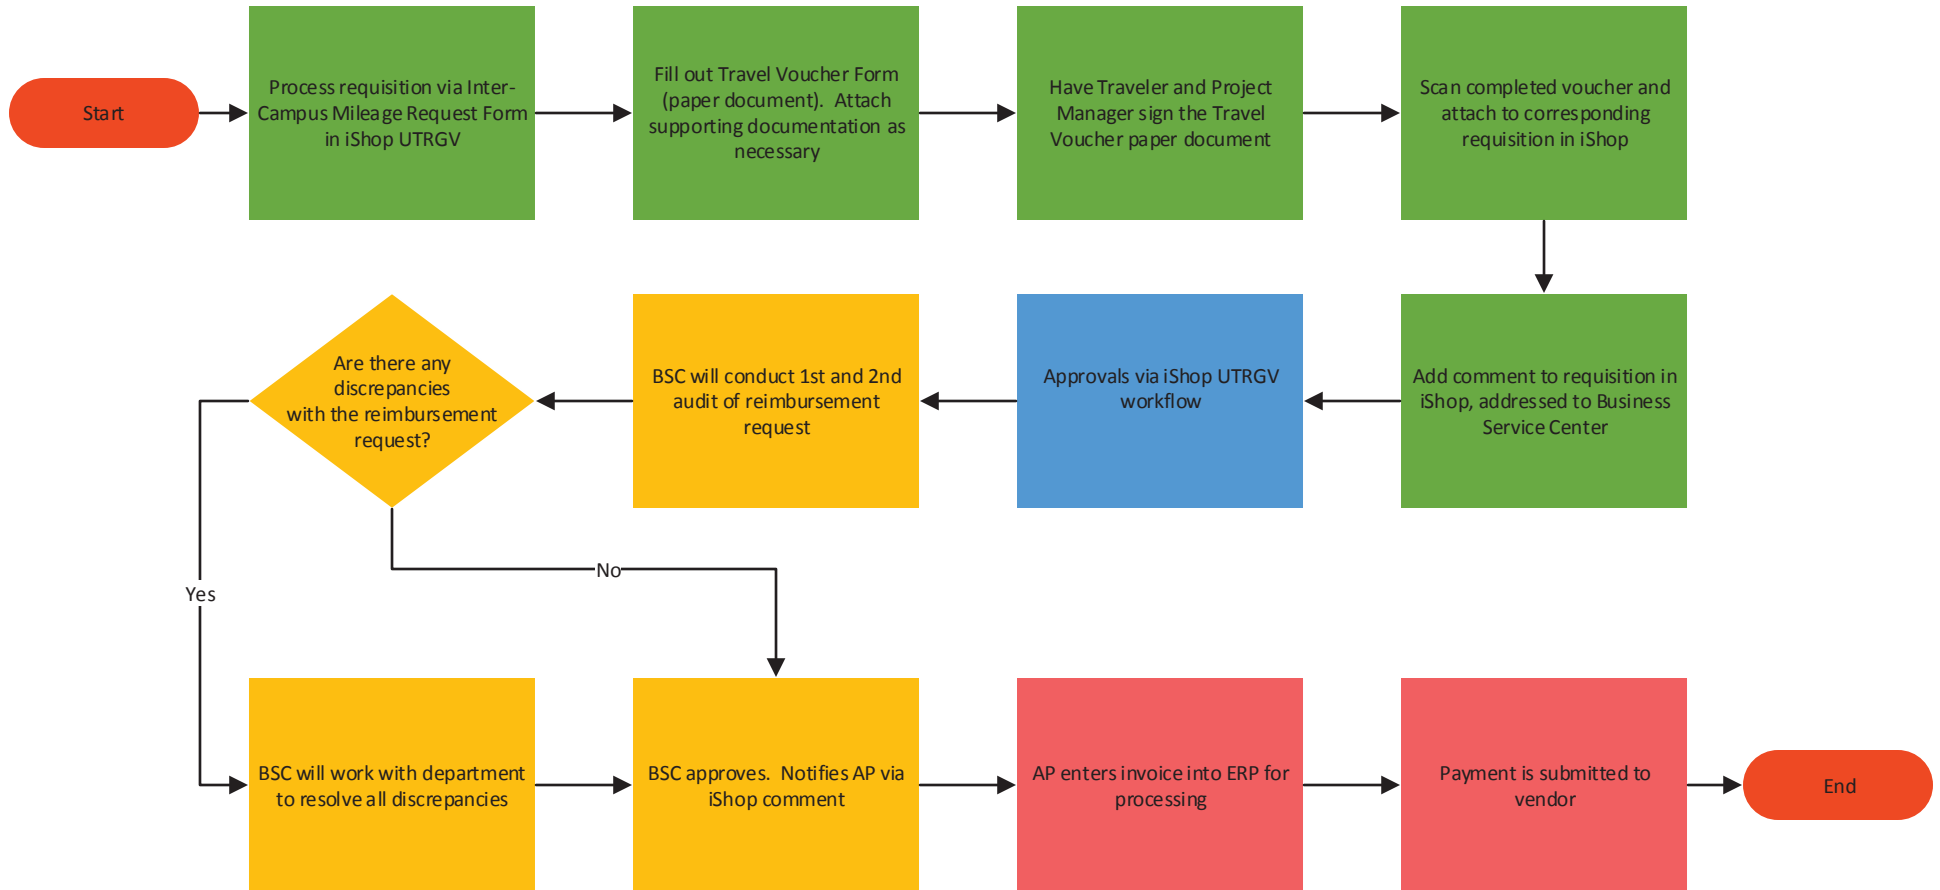 Start
Process requisition via Inter-
Campus Mileage Request Form
in iShop UTRGV
Fill out Travel Voucher Form
(paper document).  Attach
supporting documentation as
necessary
Have Traveler and Project
Manager sign the Travel
Voucher paper document
Scan completed voucher and
attach to corresponding
requisition in iShop
Are there any
discrepancies
with the reimbursement
request?
BSC will conduct 1st and 2nd
audit of reimbursement
request
Approvals via iShop UTRGV
workflow
Add comment to requisition in
iShop, addressed to Business
Service Center
No
Yes
BSC will work with department
to resolve all discrepancies
BSC approves.  Notifies AP via
iShop comment
AP enters invoice into ERP for
processing
Payment is submitted to
vendor
End